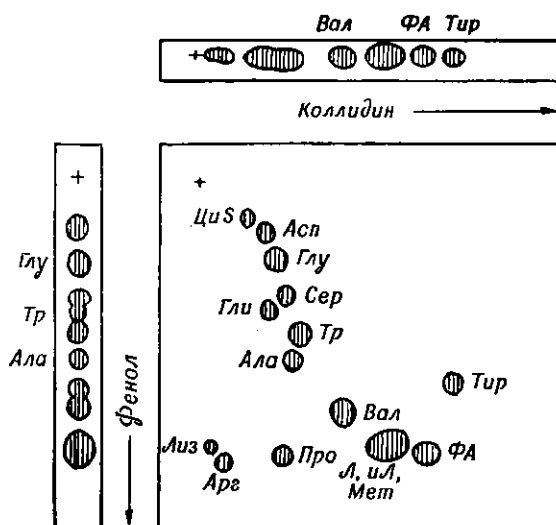 Вал ФА Тир
Коллидин
Глу
Тр
Ала
Фенол
ЦиS
Асп
Глу
Сер
Гли
Тр
Ала
Тир
Вал
Лиз
Арг
Про
Л, иЛ,
Мет
ФА